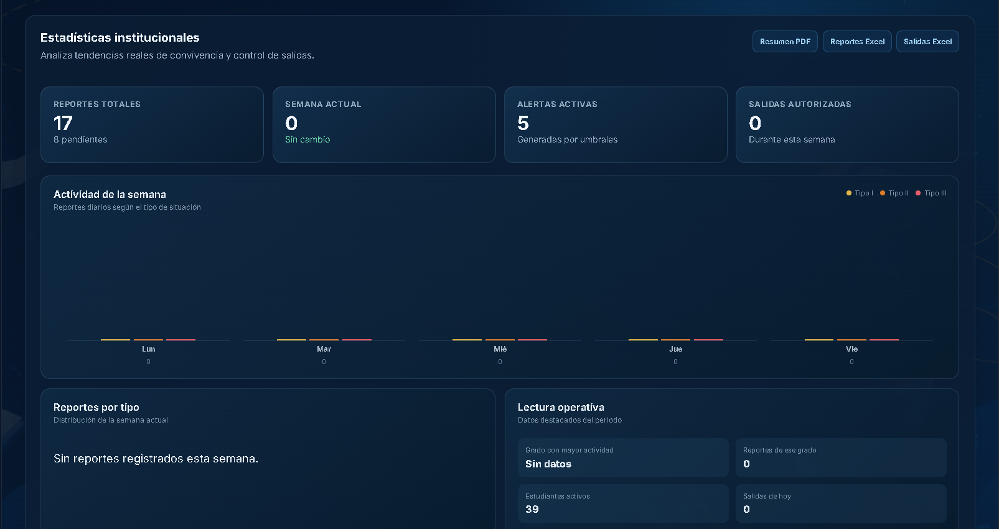 Estadísticas institucionales
Analiza tendencias reales de convivencia y control de salidas.
Resumen PDF
Reportes Excel
Salidas Excel
REPORTES TOTALES
17
8 pendientes
SEMANA ACTUAL
0
Sin cambio
ALERTAS ACTIVAS
5
Generadas por umbrales
SALIDAS AUTORIZADAS
0
Durante esta semana
Actividad de la semana
Reportes diarios según el tipo de situación
Tipo I
Tipo II
Tipo III
Lun
0
Mar
0
Mié
0
Jue
0
Vie
0
Reportes por tipo
Distribución de la semana actual
Sin reportes registrados esta semana.
Lectura operativa
Datos destacados del periodo
Grado con mayor actividad
Sin datos
Reportes de ese grado
0
Estudiantes activos
39
Salidas de hoy
0